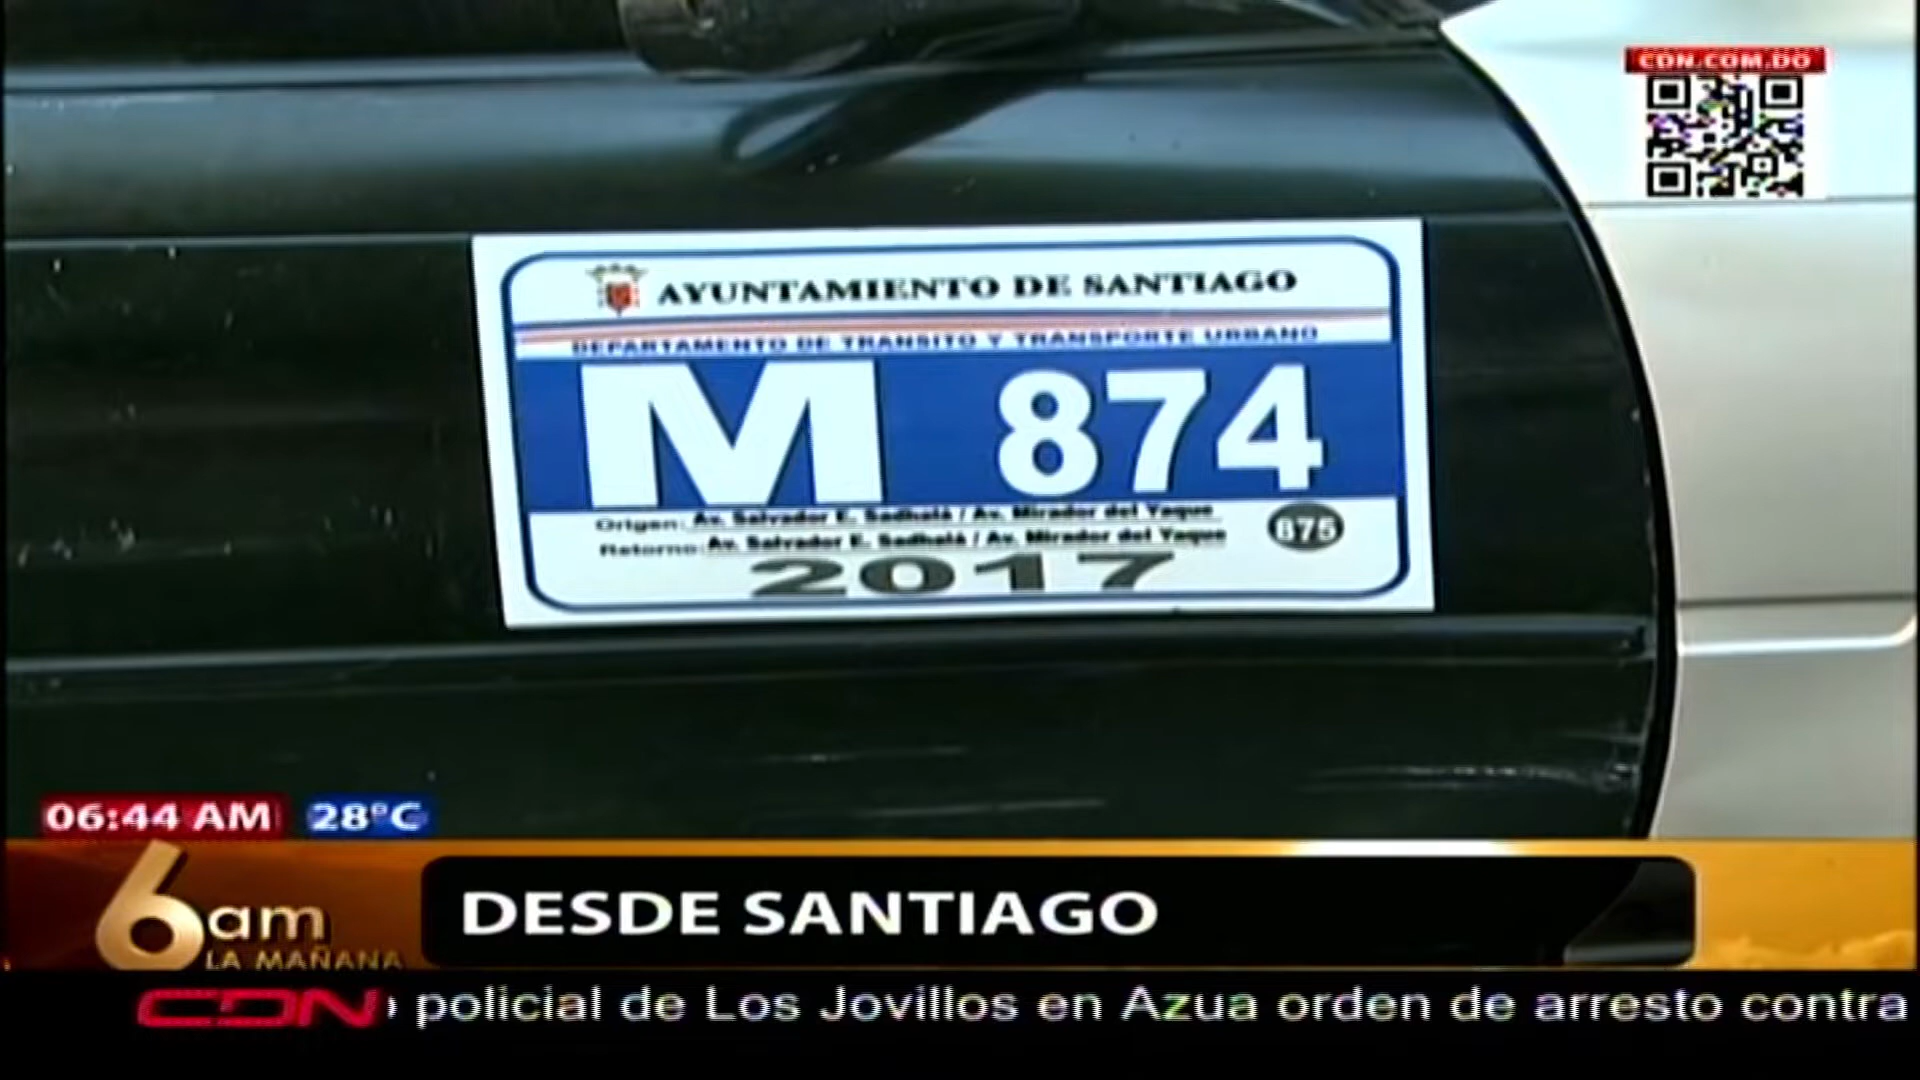 CDN.COM.DO
AYUNTAMIENTO DE SANTIAGO
DEPARTAMENTO DE TRANSITO Y TRANSPORTE URBANO
M 874
Origen: Av. Salvador E. Sadhalá / Av. Mirador del Yaque
Retorno: Av. Salvador E. Sadhalá / Av. Mirador del Yaque
875
2017
06:44 AM 28°C
6am
LA MAÑANA
DESDE SANTIAGO
CDN
policial de Los Jovillos en Azua orden de arresto contra